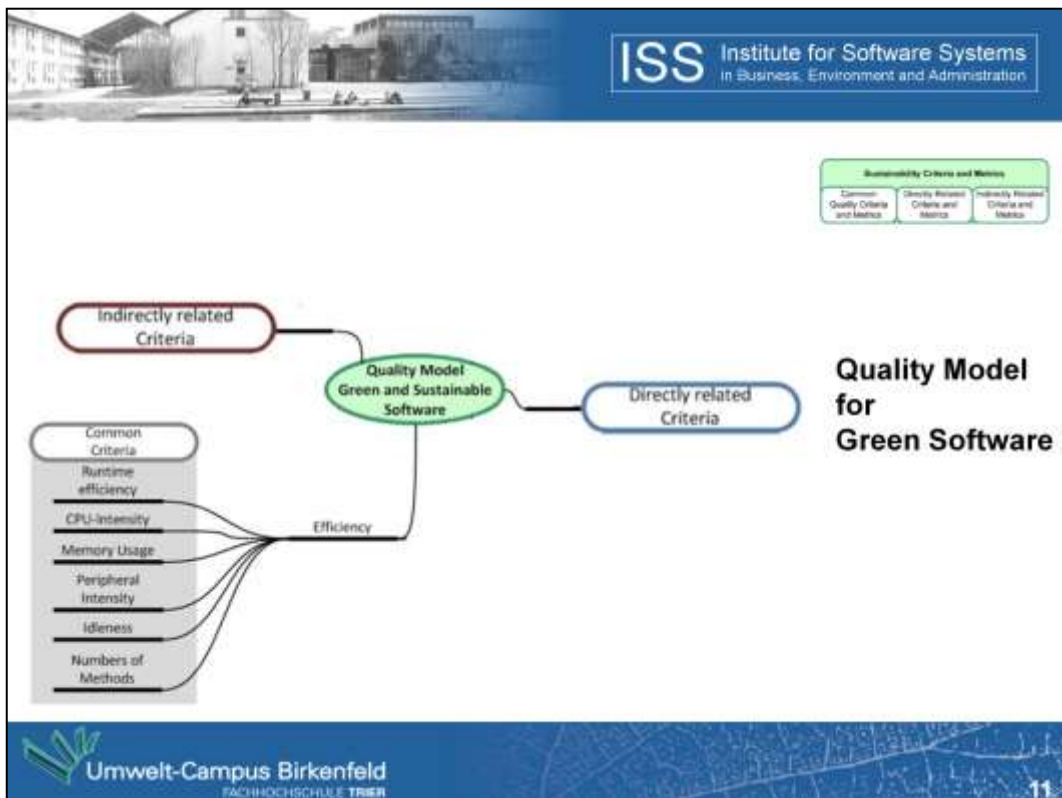 ISS Institute for Software Systems
in Business, Environment and Administration
Sustainability Criteria and Metrics
Common
Quality Criteria
and Metrics
Directly Related
Criteria and
Metrics
Indirectly Related
Criteria and
Metrics
Indirectly related
Criteria
Quality Model
Green and Sustainable
Software
Directly related
Criteria
Quality Model
for
Green Software
Common
Criteria
Runtime
efficiency
CPU-Intensity
Memory Usage
Peripheral
Intensity
Idleness
Numbers of
Methods
Efficiency
Umwelt-Campus Birkenfeld
FACHHOCHSCHULE TRIER
11